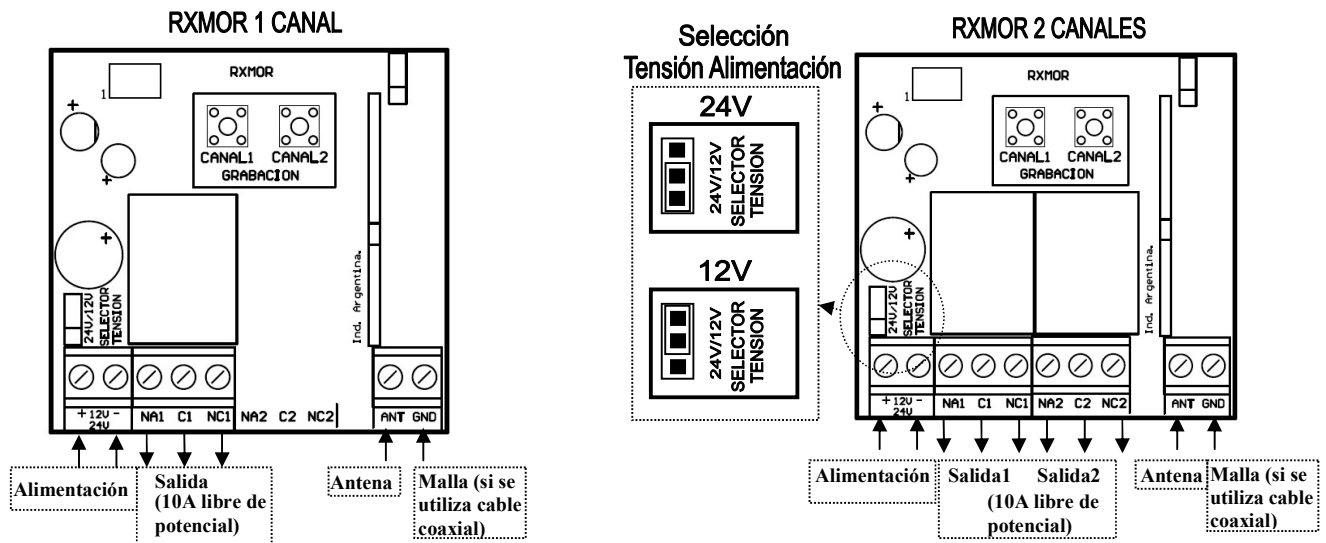 RXMOR 1 CANAL
RXMOR
1
+
+
CANAL1 CANAL2
GRABACION
+
24V/12V
SELECTOR
TENSION
Ind. Argentina.
+ 12V -
24V
NA1 C1 NC1 NA2 C2 NC2
ANT GND
Alimentación
Salida
(10A libre de
potencial)
Antena
Malla (si se
utiliza cable
coaxial)
Selección
Tensión Alimentación
24V
24V/12V
SELECTOR
TENSION
12V
24V/12V
SELECTOR
TENSION
RXMOR 2 CANALES
RXMOR
1
+
+
CANAL1 CANAL2
GRABACION
+
24V/12V
SELECTOR
TENSION
Ind. Argentina.
+ 12V -
24V
NA1 C1 NC1 NA2 C2 NC2
ANT GND
Alimentación
Salida1 Salida2
(10A libre de
potencial)
Antena
Malla (si se
utiliza cable
coaxial)